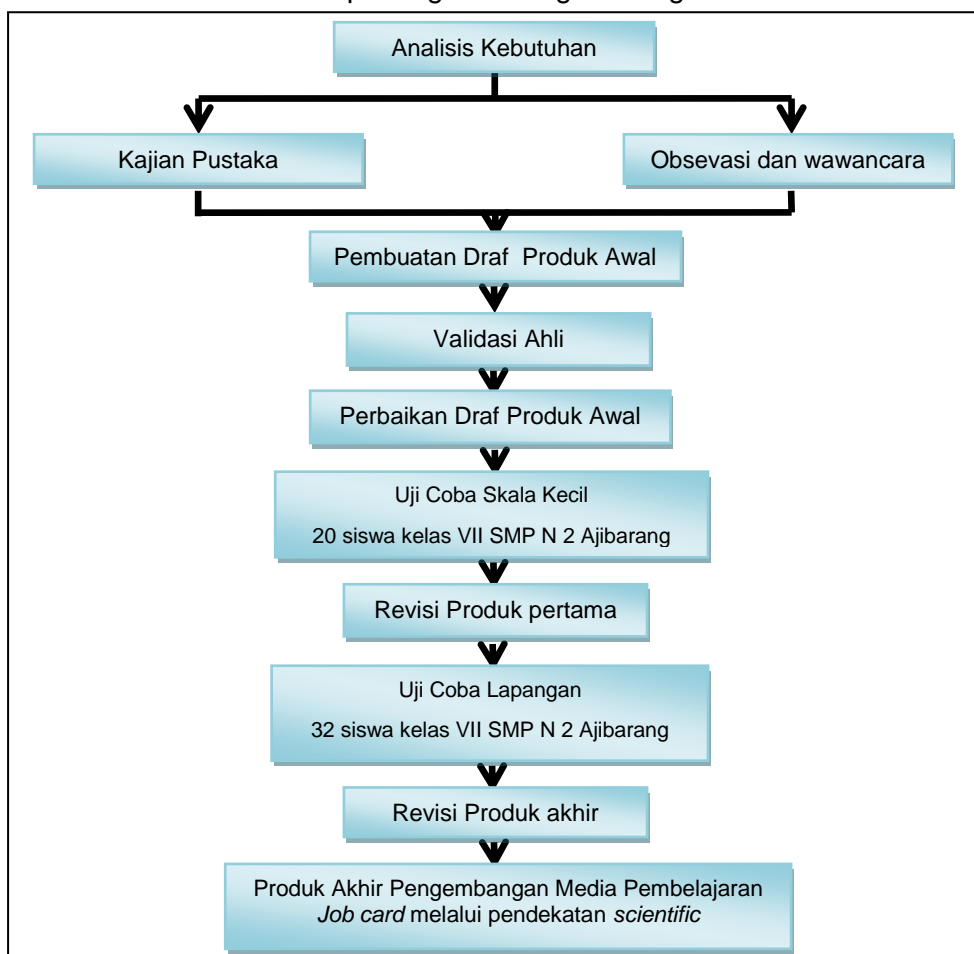 Analisis Kebutuhan
Kajian Pustaka
Obsevasi dan wawancara
Pembuatan Draf Produk Awal
Validasi Ahli
Perbaikan Draf Produk Awal
Uji Coba Skala Kecil
20 siswa kelas VII SMP N 2 Ajibarang
Revisi Produk pertama
Uji Coba Lapangan
32 siswa kelas VII SMP N 2 Ajibarang
Revisi Produk akhir
Produk Akhir Pengembangan Media Pembelajaran
Job card melalui pendekatan scientific